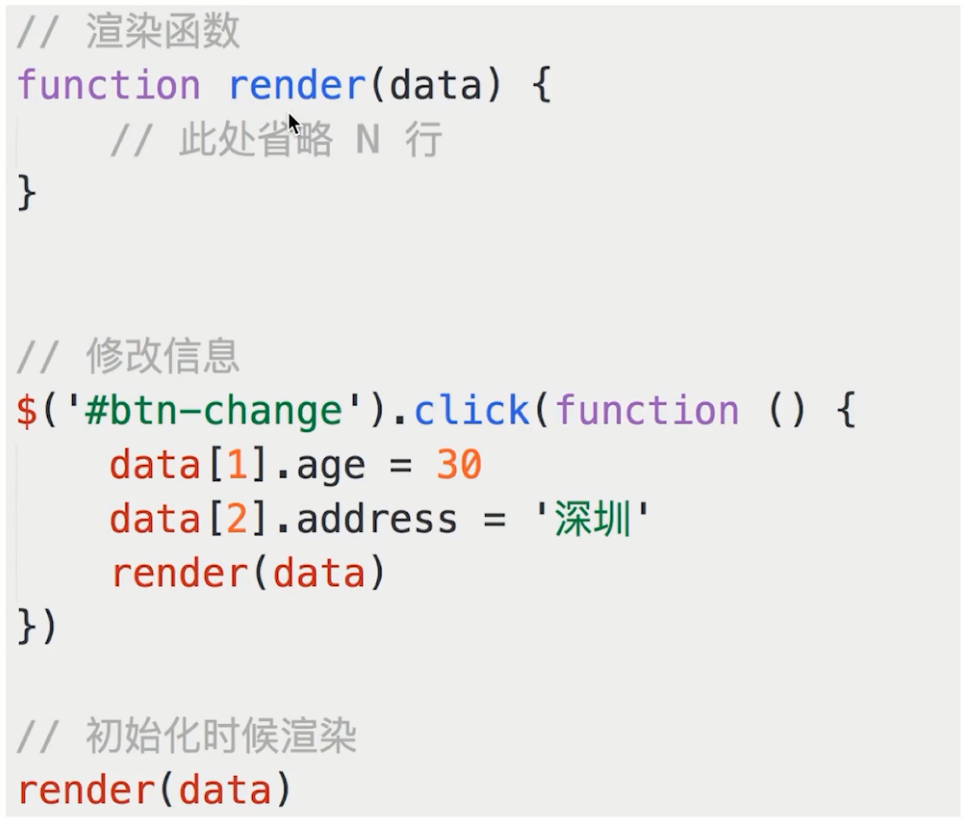 // 渲染函数
function render(data) {
    // 此处省略 N 行
}
// 修改信息
$('#btn-change').click(function () {
    data[1].age = 30
    data[2].address = '深圳'
    render(data)
})
// 初始化时候渲染
render(data)